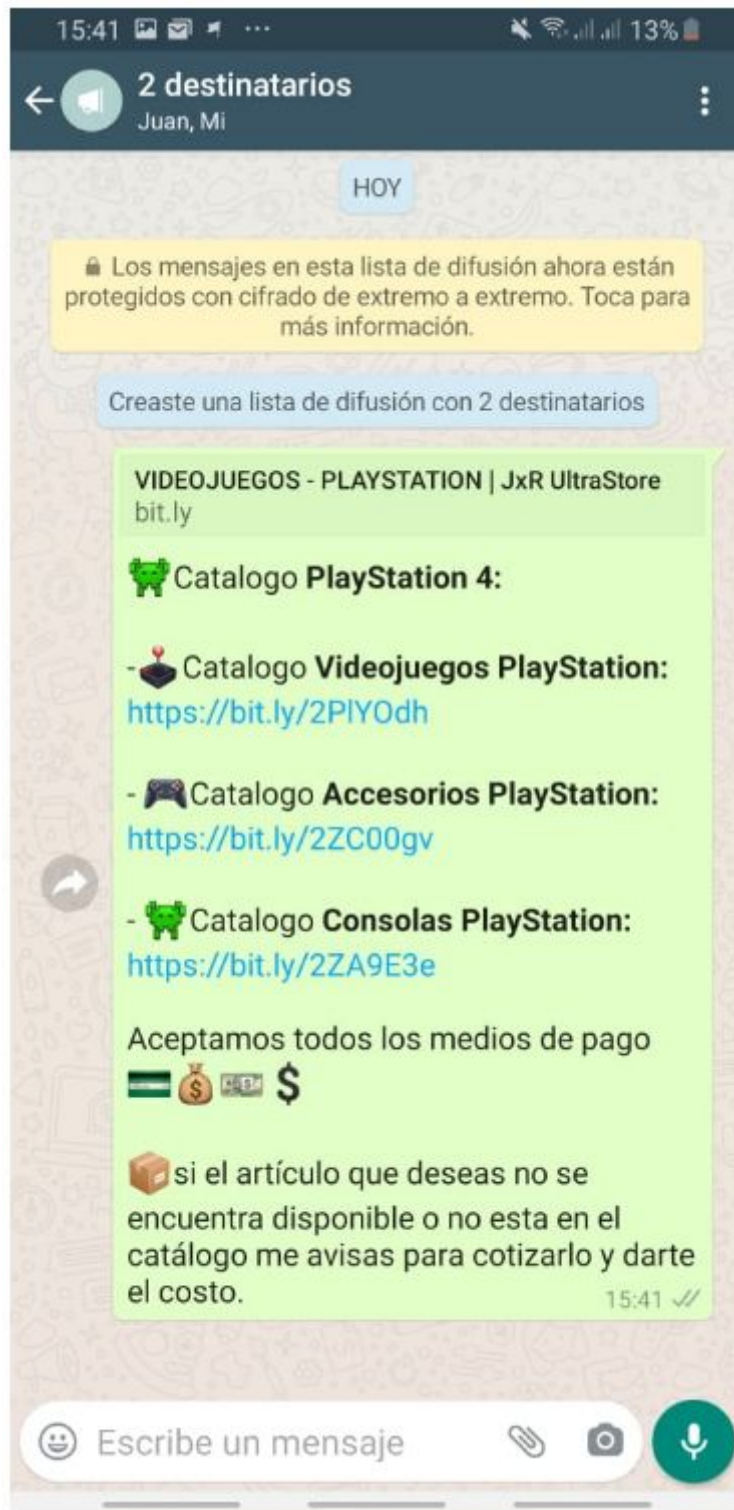 15:41 ... 13%
2 destinatarios
Juan, Mi
HOY
Los mensajes en esta lista de difusión ahora están
protegidos con cifrado de extremo a extremo. Toca para
más información.
Creaste una lista de difusión con 2 destinatarios
VIDEOJUEGOS - PLAYSTATION | JxR UltraStore
bit.ly
Catalogo PlayStation 4:
- Catalogo Videojuegos PlayStation:
https://bit.ly/2PlYOdh
- Catalogo Accesorios PlayStation:
https://bit.ly/2ZC00gv
- Catalogo Consolas PlayStation:
https://bit.ly/2ZA9E3e
Aceptamos todos los medios de pago
$
si el artículo que deseas no se
encuentra disponible o no esta en el
catálogo me avisas para cotizarlo y darte
el costo.
15:41
Escribe un mensaje